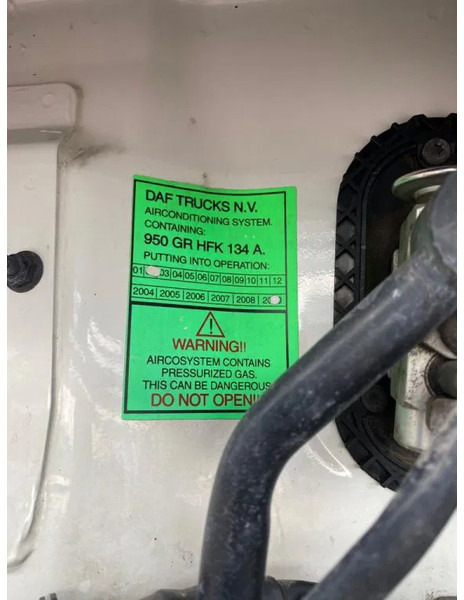 DAF TRUCKS N.V.
AIRCONDITIONING SYSTEM.
CONTAINING:
950 GR HFK 134 A.
PUTTING INTO OPERATION:
01 03 04 05 06 07 08 09 10 11 12
2004 2005 2006 2007 2008
WARNING!!
AIRCOSYSTEM CONTAINS
PRESSURIZED GAS.
THIS CAN BE DANGEROUS
DO NOT OPEN!!